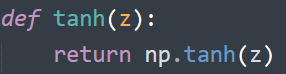 def tanh(z):
    return np.tanh(z)